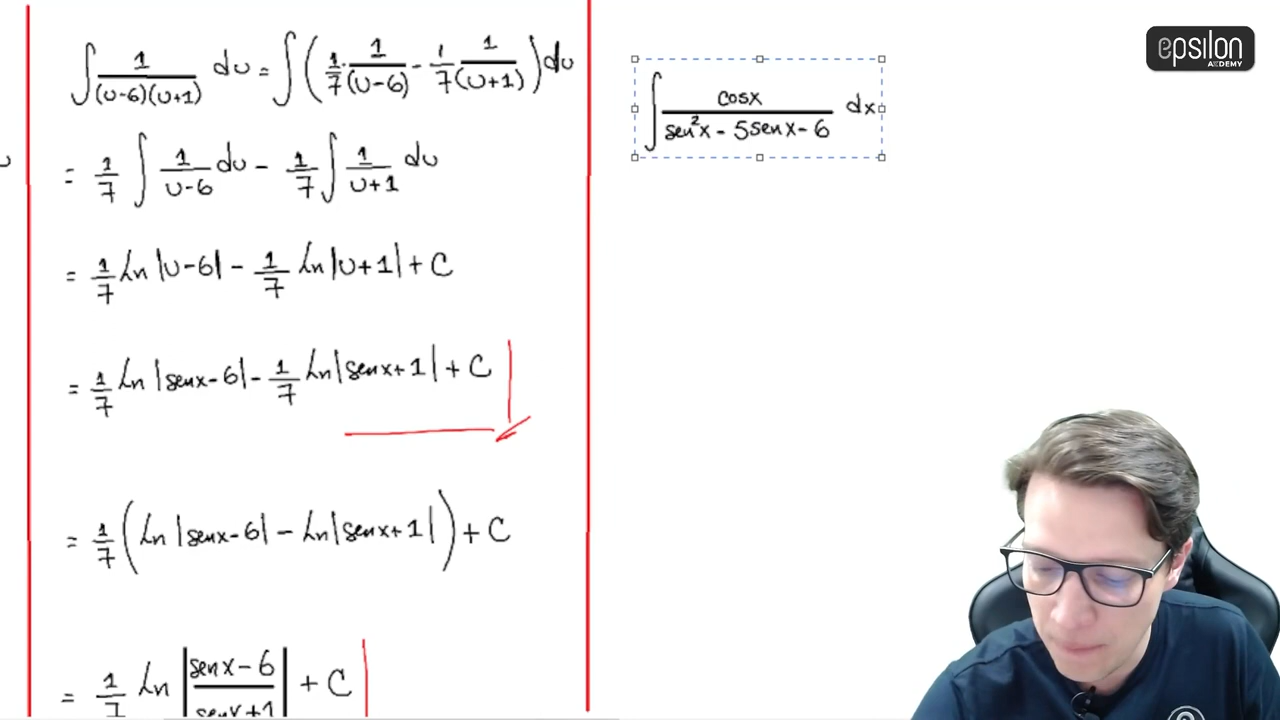 ∫ 1/((u-6)(u+1)) du = ∫ (1/7 · 1/(u-6) - 1/7 1/(u+1)) du
= 1/7 ∫ 1/(u-6) du - 1/7 ∫ 1/(u+1) du
= 1/7 Ln |u-6| - 1/7 Ln |u+1| + C
= 1/7 Ln |senx-6| - 1/7 Ln |senx+1| + C
= 1/7 (Ln |senx-6| - Ln |senx+1|) + C
= 1/7 Ln |(senx-6)/(senx+1)| + C
∫ cosx/(sen²x - 5senx - 6) dx
epsilon
AKDEMY